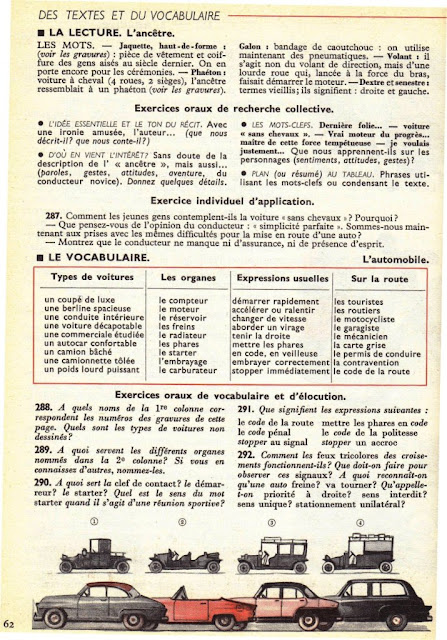 DES TEXTES ET DU VOCABULAIRE
■ LA LECTURE. L'ancêtre.
LES MOTS. — Jaquette, haut-de-forme :
(voir les gravures) : pièce de vêtement et coif-
fure des gens aisés au siècle dernier. On en
porte encore pour les cérémonies. — Phaéton :
voiture à cheval (4 roues, 2 sièges), l'ancêtre
ressemblait à un phaéton (voir les gravures).
Galon : bandage de caoutchouc : on utilise
maintenant des pneumatiques. — Volant : il
s'agit non du volant de direction, mais d'une
lourde roue qui, lancée à la force du bras,
faisait démarrer le moteur. — Dextre et senestre :
termes vieillis; ils signifient : droite et gauche.
Exercices oraux de recherche collective.
● L'IDÉE ESSENTIELLE ET LE TON DU RÉCIT. Avec
une ironie amusée, l'auteur... (que nous
décrit-il? que nous conte-il?)
● D'OÙ EN VIENT L'INTÉRÊT? Sans doute de la
description de l' « ancêtre », mais aussi...
(paroles, gestes, attitudes, aventure, du
conducteur novice). Donnez quelques détails.
● LES MOTS-CLEFS. Dernière folie... — voiture
« sans chevaux ». — Vrai moteur du progrès...
maître de cette force tempétueuse — je voulais
justement... Que nous apprennent-ils sur les
personnages (sentiments, attitudes, gestes)?
● PLAN (ou résumé) AU TABLEAU. Phrases uti-
lisant les mots-clefs ou condensant le texte.
Exercice individuel d'application.
287. Comment les jeunes gens contemplent-ils la voiture « sans chevaux »? Pourquoi?
— Que pensez-vous de l'opinion du conducteur : « simplicité parfaite ». Sommes-nous main-
tenant aux prises avec les mêmes difficultés pour la mise en route d'une auto?
— Montrez que le conducteur ne manque ni d'assurance, ni de présence d'esprit.
■ LE VOCABULAIRE. L'automobile.
Types de voitures Les organes Expressions usuelles Sur la route
un coupé de luxe le compteur démarrer rapidement les touristes
une berline spacieuse le moteur accélérer ou ralentir les routiers
une conduite intérieure le réservoir changer de vitesse le motocycliste
une voiture décapotable les freins aborder un virage le garagiste
une commerciale étudiée le radiateur tenir la droite le mécanicien
un autocar confortable les phares mettre les phares la carte grise
un camion bâché le starter en code, en veilleuse le permis de conduire
une camionnette tôlée l'embrayage embrayer correctement la contravention
un poids lourd puissant le carburateur stopper immédiatement le code de la route
Exercices oraux de vocabulaire et d'élocution.
288. A quels noms de la 1re colonne cor-
respondent les numéros des gravures de cette
page. Quels sont les types de voitures non
dessinés?
289. A quoi servent les différents organes
nommés dans la 2e colonne? Si vous en
connaissez d'autres, nommez-les.
290. A quoi sert la clef de contact? le démar-
reur? le starter? Quel est le sens du mot
starter quand il s'agit d'une réunion sportive?
291. Que signifient les expressions suivantes :
le code de la route mettre les phares en code
le code pénal le code de la politesse
stopper au signal stopper un accroc
292. Comment les feux tricolores des croise-
ments fonctionnent-ils? Que doit-on faire pour
observer ces signaux? A quoi reconnaît-on
qu'une auto freine? va tourner? Qu'appelle-
t-on priorité à droite? sens interdit?
sens unique? stationnement unilatéral?
① ② ③ ④
62